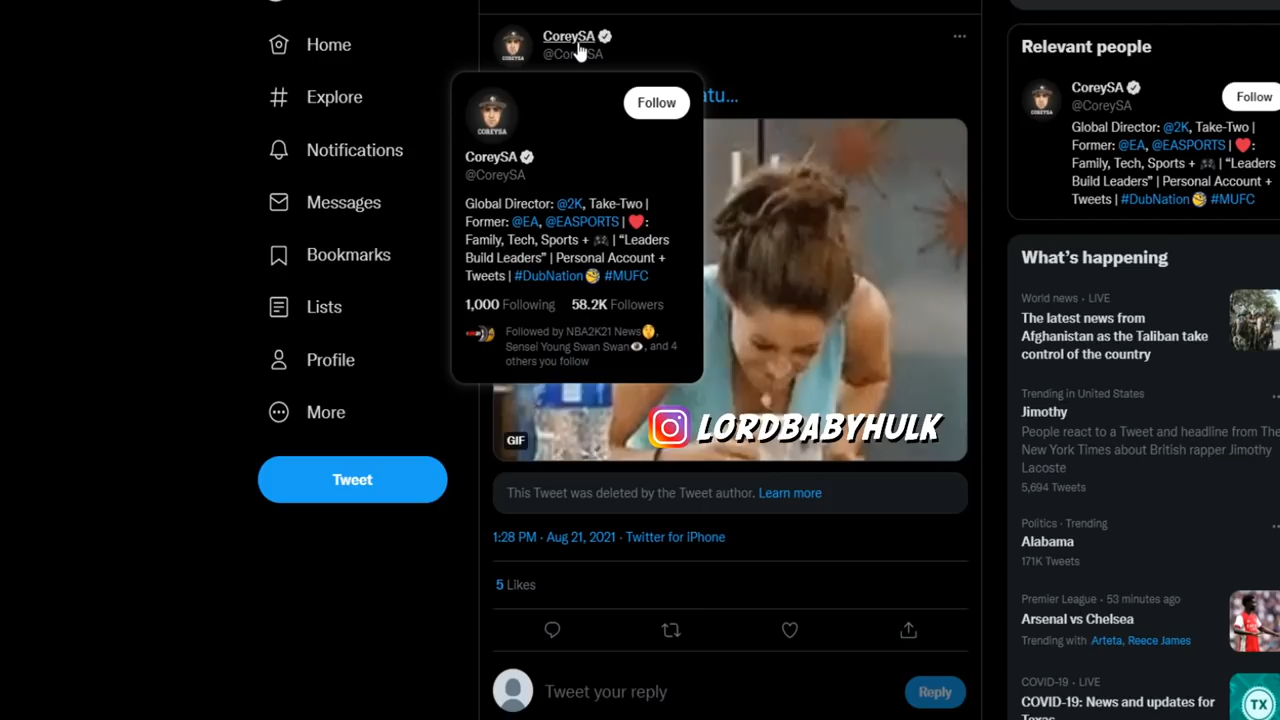 Home
Explore
Notifications
Messages
Bookmarks
Lists
Profile
More
Tweet
CoreySA
COREYSA
Follow
CoreySA
@CoreySA
Global Director: @2K, Take-Two |
Former: @EA, @EASPORTS | ❤️:
Family, Tech, Sports + 🎮 | “Leaders
Build Leaders” | Personal Account +
Tweets | #DubNation 🧐 #MUFC
1,000 Following 58.2K Followers
Followed by NBA2K21 News,
Sensei Young Swan Swan👁, and 4
others you follow
atu...
LORDBABYHULK
GIF
This Tweet was deleted by the Tweet author. Learn more
1:28 PM · Aug 21, 2021 · Twitter for iPhone
5 Likes
Tweet your reply
Reply
Relevant people
CoreySA
@CoreySA
Follow
Global Director: @2K, Take-Two |
Former: @EA, @EASPORTS | ❤️:
Family, Tech, Sports + 🎮 | “Leaders
Build Leaders” | Personal Account +
Tweets | #DubNation 🧐 #MUFC
What’s happening
World news · LIVE
The latest news from
Afghanistan as the Taliban take
control of the country
Trending in United States
Jimothy
People react to a Tweet and headline from The
New York Times about British rapper Jimothy
Lacoste
5,694 Tweets
Politics · Trending
Alabama
171K Tweets
Premier League · 53 minutes ago
Arsenal vs Chelsea
Trending with Arteta, Reece James
COVID-19 · LIVE
COVID-19: News and updates for
TX